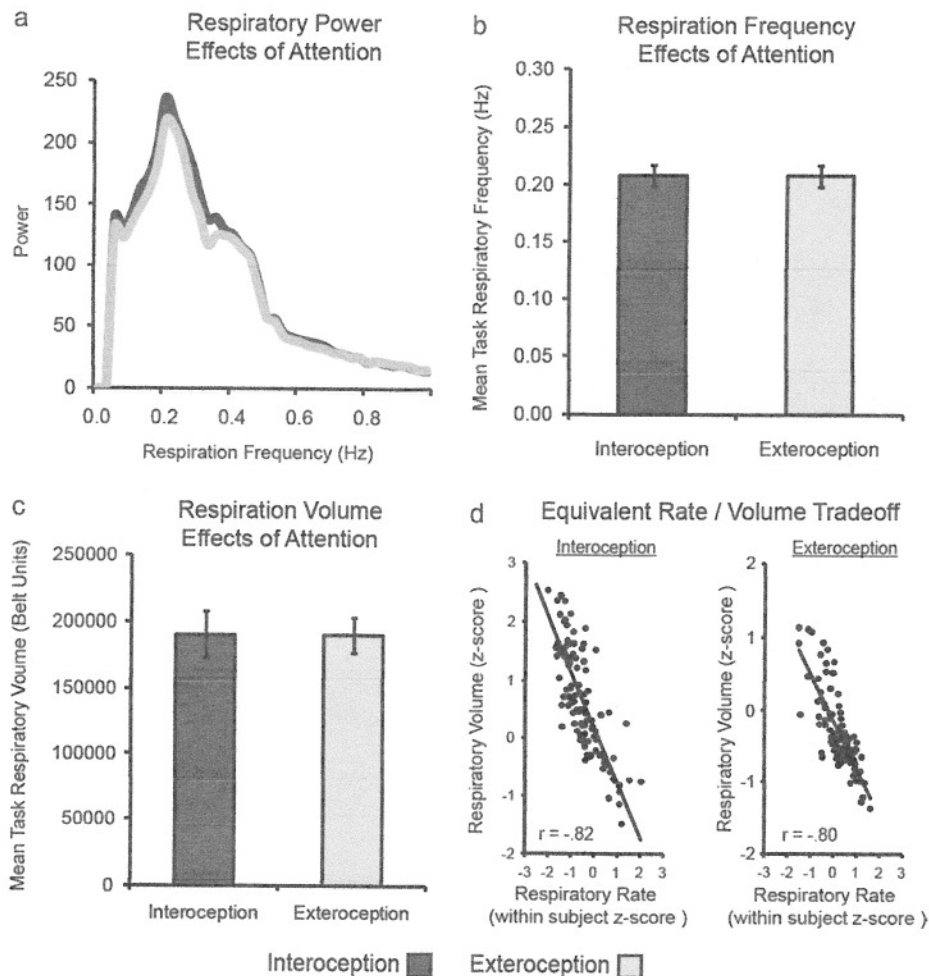 a
Respiratory Power
Effects of Attention
250
200
150
100
50
0
Power
0.0 0.2 0.4 0.6 0.8
Respiration Frequency (Hz)
b
Respiration Frequency
Effects of Attention
0.30
0.25
0.20
0.15
0.10
0.05
0.00
Mean Task Respiratory Frequency (Hz)
Interoception Exteroception
c
Respiration Volume
Effects of Attention
250000
200000
150000
100000
50000
0
Mean Task Respiratory Voume (Belt Units)
Interoception Exteroception
d
Equivalent Rate / Volume Tradeoff
Interoception
3
2
1
0
-1
-2
Respiratory Volume (z-score )
r = -.82
-3 -2 -1 0 1 2 3
Respiratory Rate
(within subject z-score )
Exteroception
2
1
0
-1
-2
Respiratory Volume (z-score )
r = -.80
-3 -2 -1 0 1 2 3
Respiratory Rate
(within subject z-score )
Interoception Exteroception